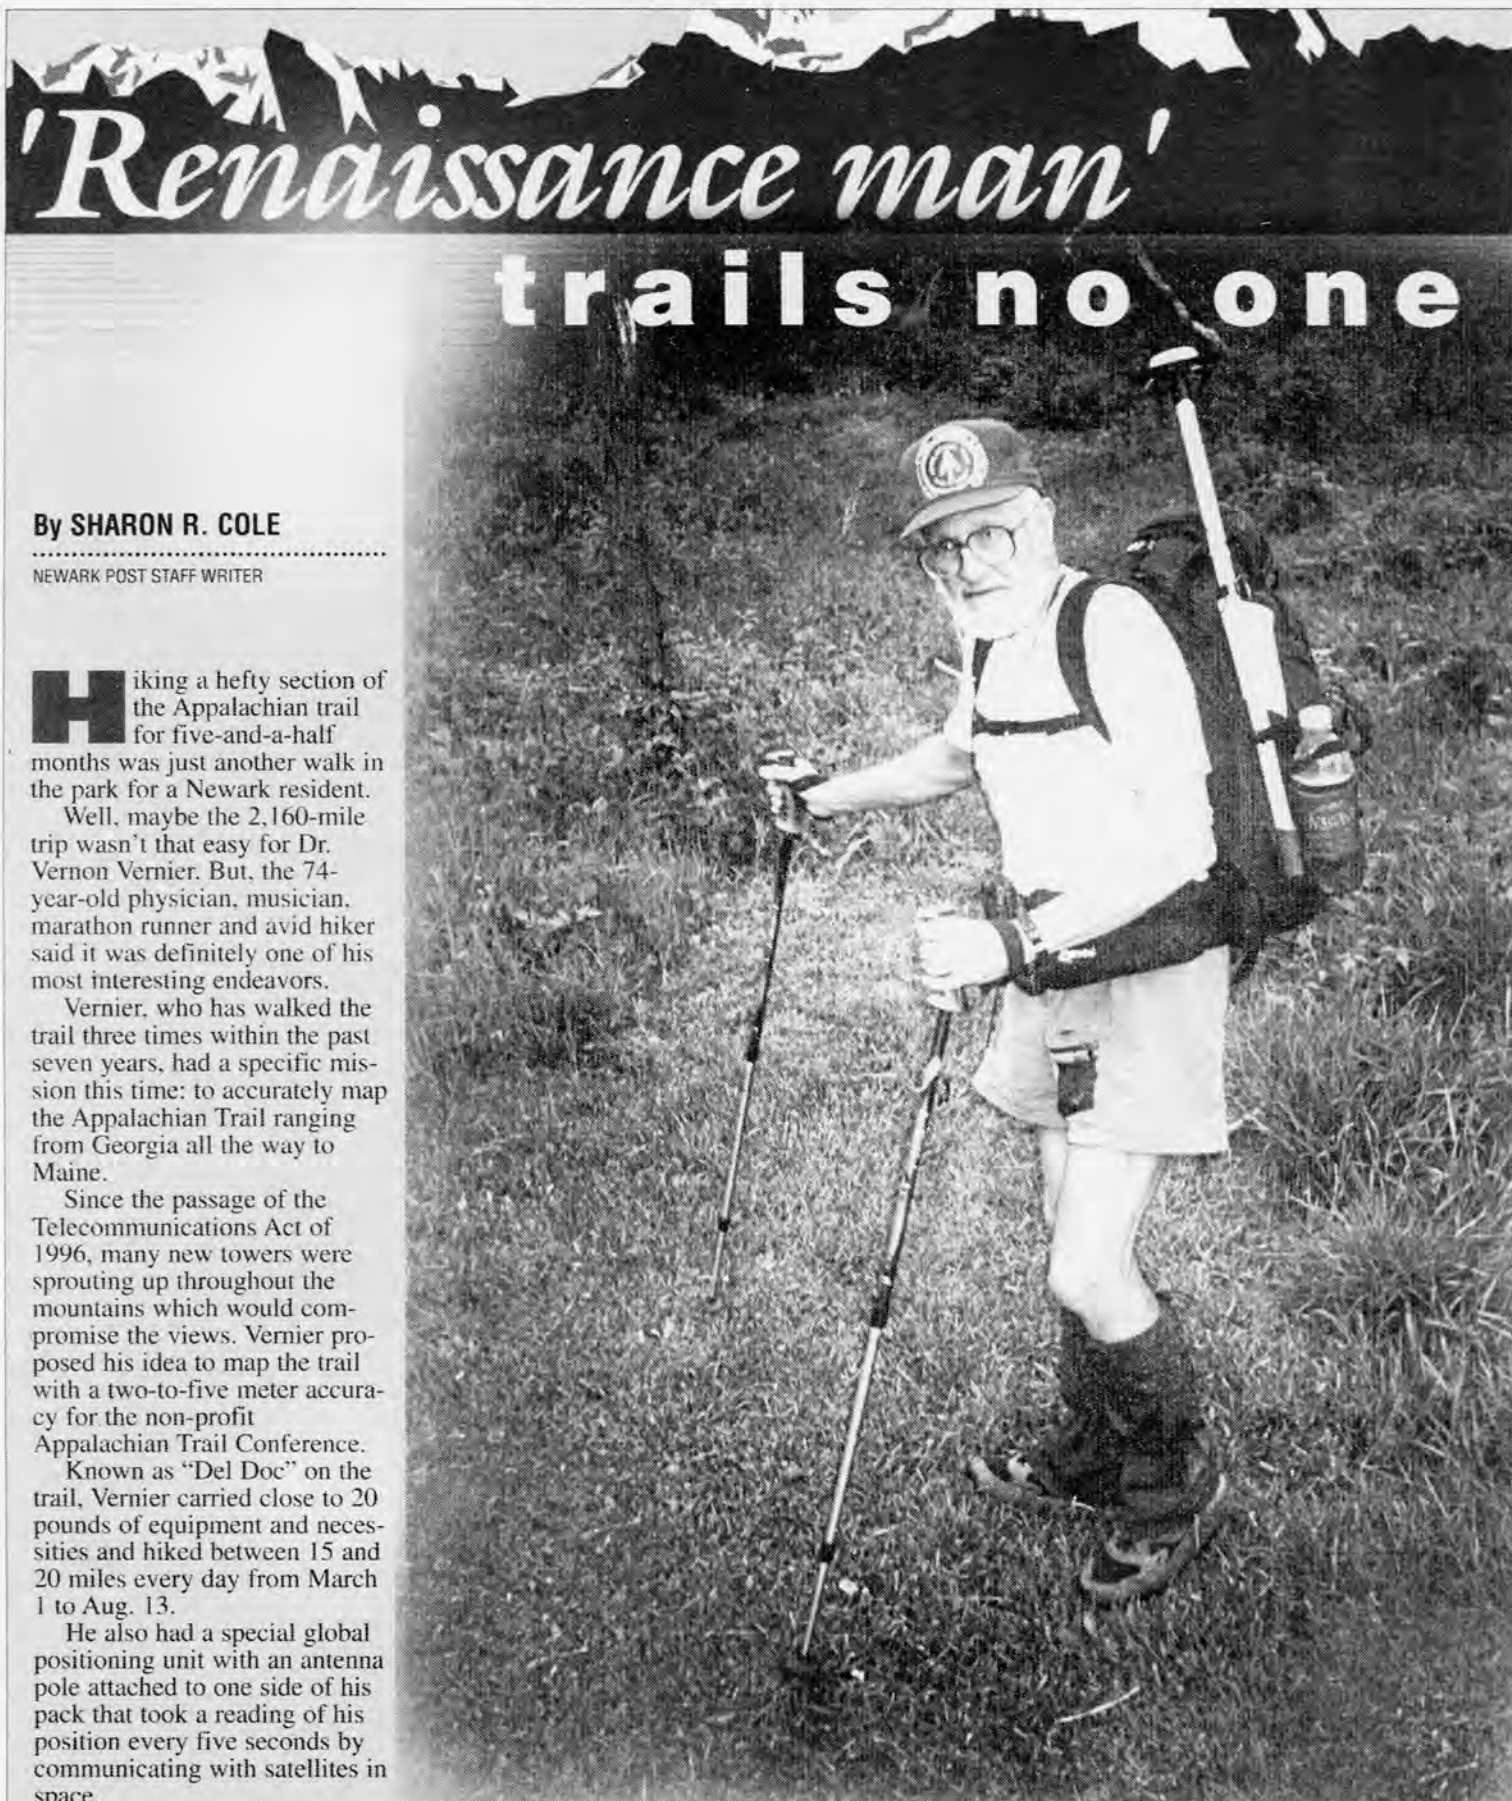 'Renaissance man'
trails no one
By SHARON R. COLE
NEWARK POST STAFF WRITER
Hiking a hefty section of
the Appalachian trail
for five-and-a-half
months was just another walk in
the park for a Newark resident.
Well, maybe the 2,160-mile
trip wasn't that easy for Dr.
Vernon Vernier. But, the 74-
year-old physician, musician,
marathon runner and avid hiker
said it was definitely one of his
most interesting endeavors.
Vernier, who has walked the
trail three times within the past
seven years, had a specific mis-
sion this time: to accurately map
the Appalachian Trail ranging
from Georgia all the way to
Maine.
Since the passage of the
Telecommunications Act of
1996, many new towers were
sprouting up throughout the
mountains which would com-
promise the views. Vernier pro-
posed his idea to map the trail
with a two-to-five meter accura-
cy for the non-profit
Appalachian Trail Conference.
Known as "Del Doc" on the
trail, Vernier carried close to 20
pounds of equipment and neces-
sities and hiked between 15 and
20 miles every day from March
1 to Aug. 13.
He also had a special global
positioning unit with an antenna
pole attached to one side of his
pack that took a reading of his
position every five seconds by
communicating with satellites in
space